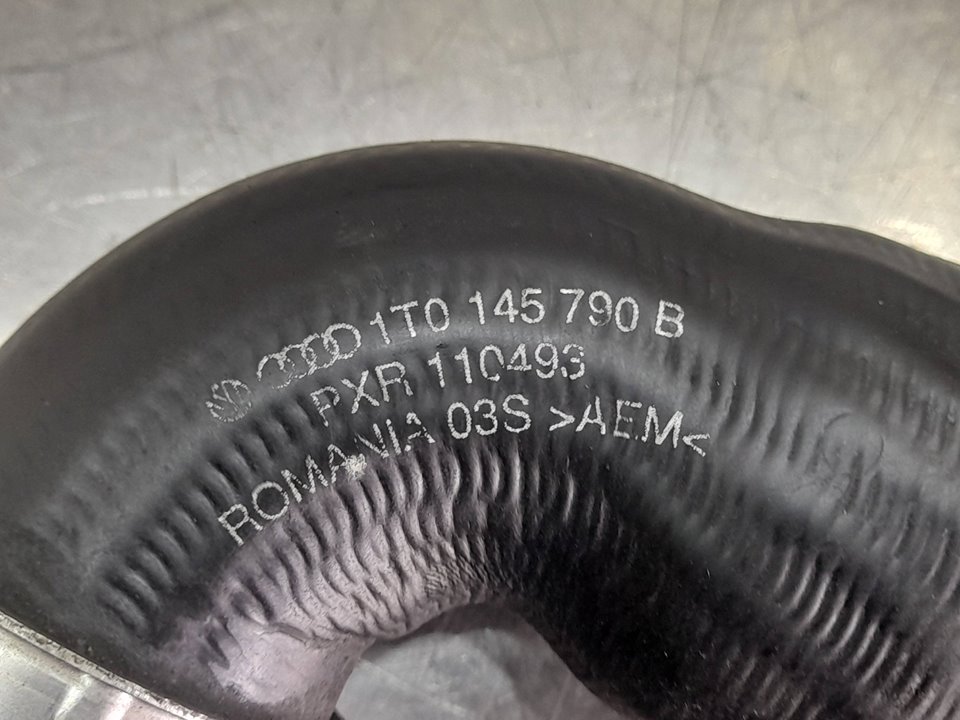 1T0 145 790 B
PXR 110493
ROMANIA 03S >AEM<